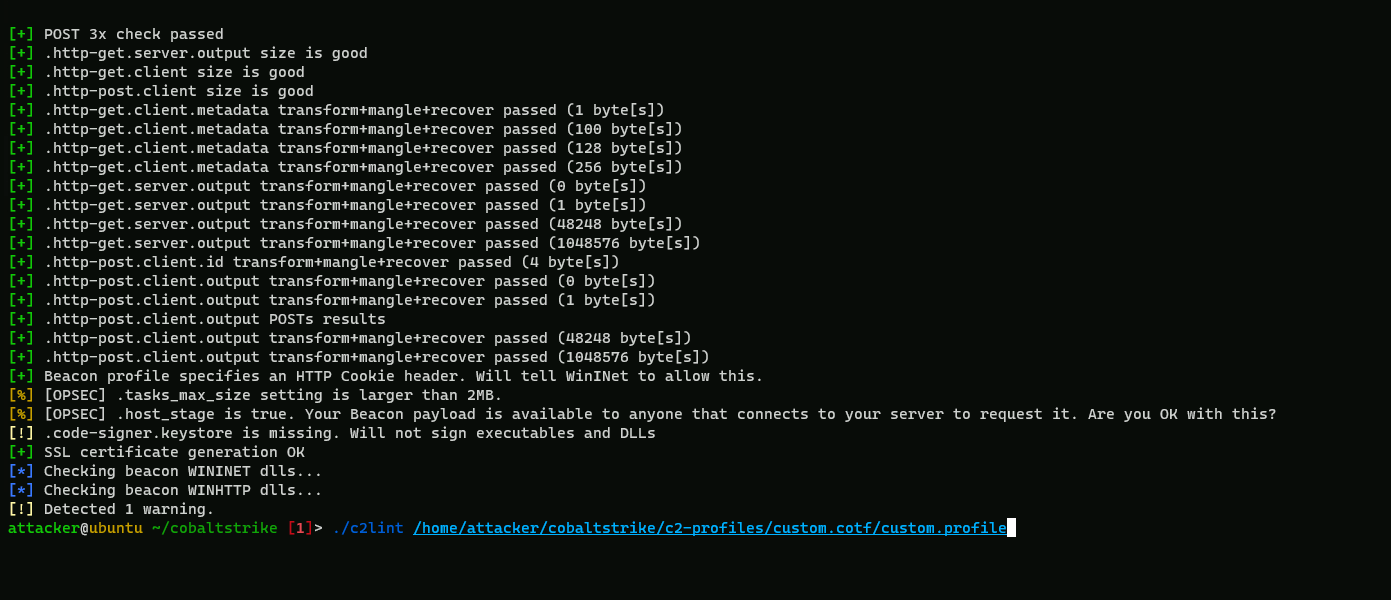 [+] POST 3x check passed
[+] .http-get.server.output size is good
[+] .http-get.client size is good
[+] .http-post.client size is good
[+] .http-get.client.metadata transform+mangle+recover passed (1 byte[s])
[+] .http-get.client.metadata transform+mangle+recover passed (100 byte[s])
[+] .http-get.client.metadata transform+mangle+recover passed (128 byte[s])
[+] .http-get.client.metadata transform+mangle+recover passed (256 byte[s])
[+] .http-get.server.output transform+mangle+recover passed (0 byte[s])
[+] .http-get.server.output transform+mangle+recover passed (1 byte[s])
[+] .http-get.server.output transform+mangle+recover passed (48248 byte[s])
[+] .http-get.server.output transform+mangle+recover passed (1048576 byte[s])
[+] .http-post.client.id transform+mangle+recover passed (4 byte[s])
[+] .http-post.client.output transform+mangle+recover passed (0 byte[s])
[+] .http-post.client.output transform+mangle+recover passed (1 byte[s])
[+] .http-post.client.output POSTs results
[+] .http-post.client.output transform+mangle+recover passed (48248 byte[s])
[+] .http-post.client.output transform+mangle+recover passed (1048576 byte[s])
[+] Beacon profile specifies an HTTP Cookie header. Will tell WinINet to allow this.
[%] [OPSEC] .tasks_max_size setting is larger than 2MB.
[%] [OPSEC] .host_stage is true. Your Beacon payload is available to anyone that connects to your server to request it. Are you OK with this?
[!] .code-signer.keystore is missing. Will not sign executables and DLLs
[+] SSL certificate generation OK
[*] Checking beacon WININET dlls...
[*] Checking beacon WINHTTP dlls...
[!] Detected 1 warning.
attacker@ubuntu ~/cobaltstrike [1]> ./c2lint /home/attacker/cobaltstrike/c2-profiles/custom.cotf/custom.profile